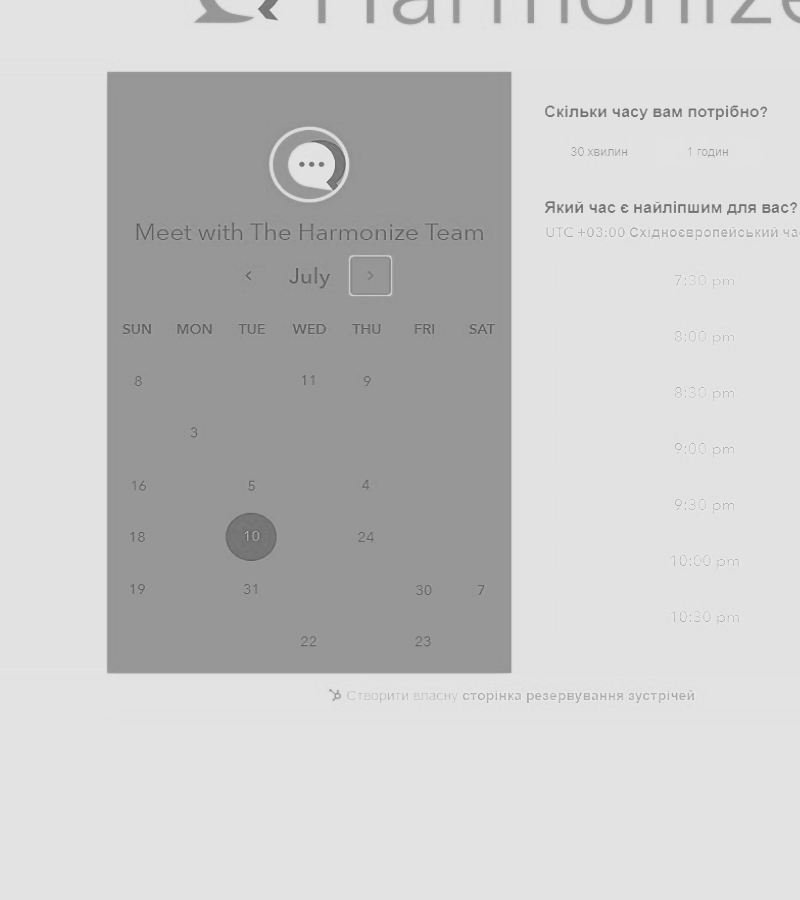 Harmonize
Meet with The Harmonize Team
July
SUN MON TUE WED THU FRI SAT
8 11 9
3
16 5 4
18 10 24
19 31 30 7
22 23
Скільки часу вам потрібно?
30 хвилин 1 годин
Який час є найліпшим для вас?
UTC +03:00 Східноєвропейський ча
7:30 pm
8:00 pm
8:30 pm
9:00 pm
9:30 pm
10:00 pm
10:30 pm
Створити власну сторінка резервування зустрічей